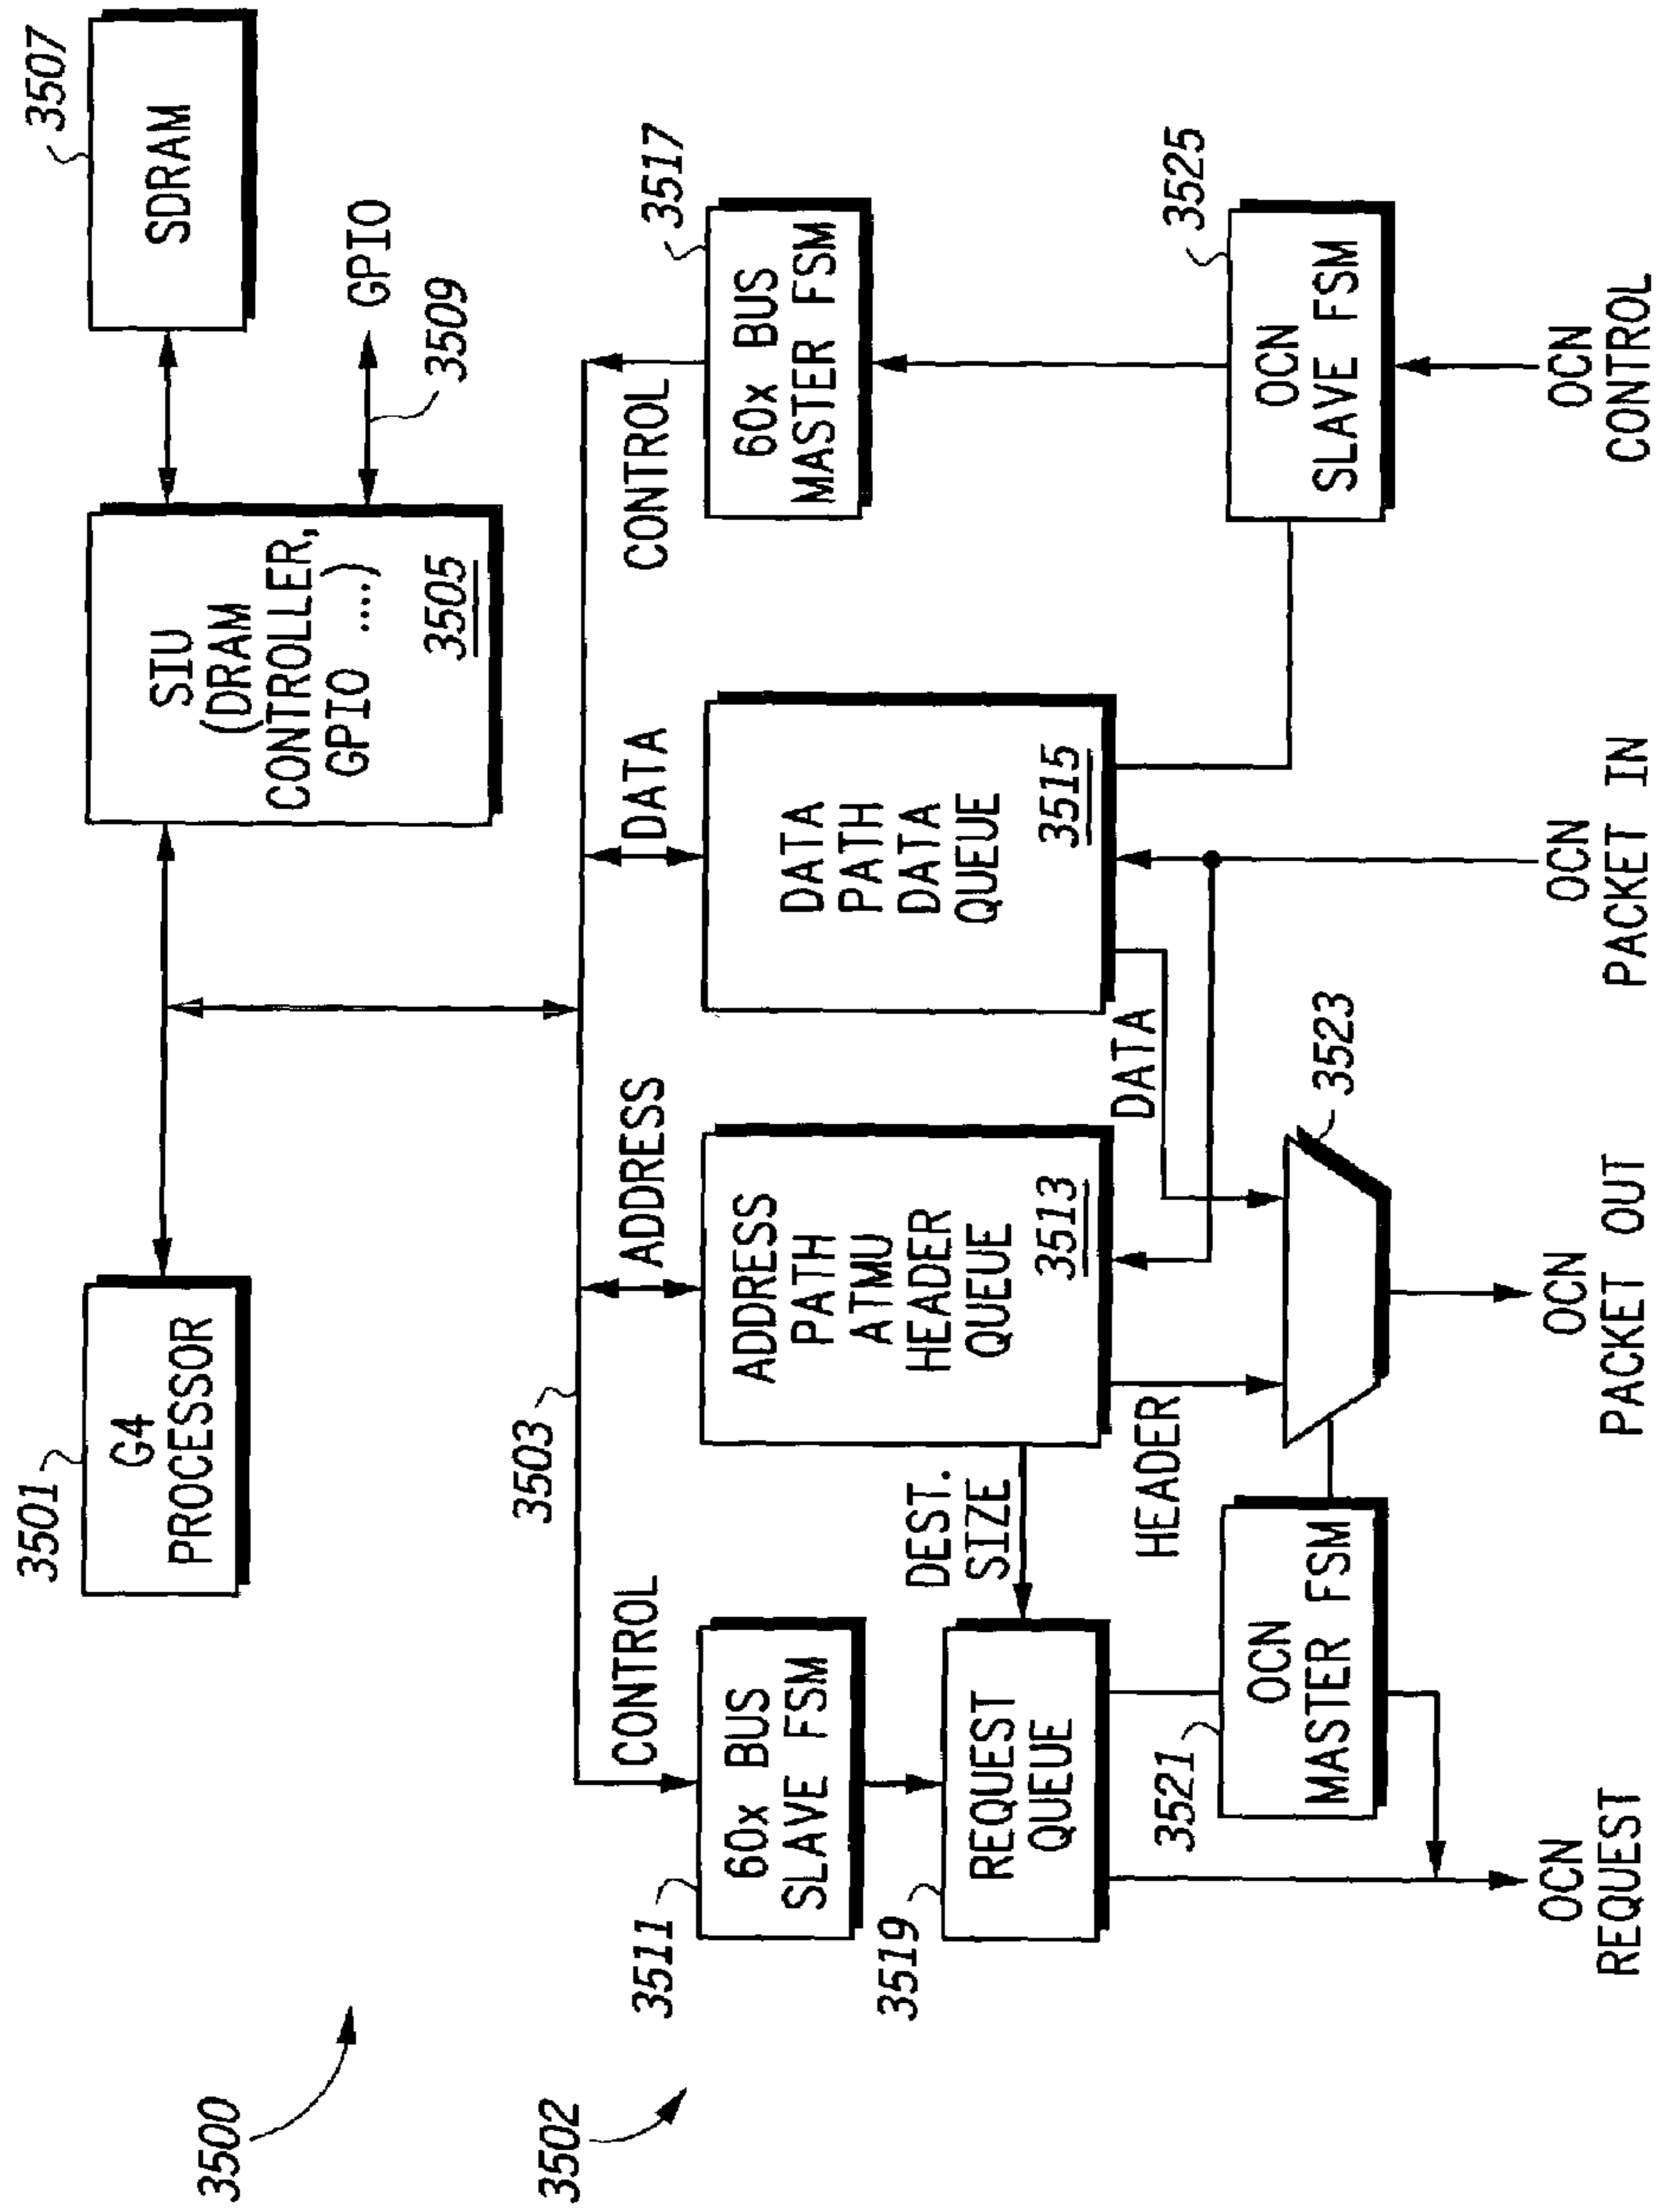 3500
3502
3501
G4
PROCESSOR
SIU
(DRAM
CONTROLLER,
GPIO ....)
3505
3507
SDRAM
GPIO
3509
3503
CONTROL
ADDRESS
DATA
CONTROL
3511
60x BUS
SLAVE FSM
ADDRESS
PATH
ATMU
HEADER
QUEUE
3513
DATA
PATH
DATA
QUEUE
3515
3517
60x BUS
MASTER FSM
DEST.
SIZE
3519
REQUEST
QUEUE
HEADER
DATA
3521
OCN
MASTER FSM
3523
3525
OCN
SLAVE FSM
OCN
REQUEST
OCN
PACKET OUT
OCN
PACKET IN
OCN
CONTROL